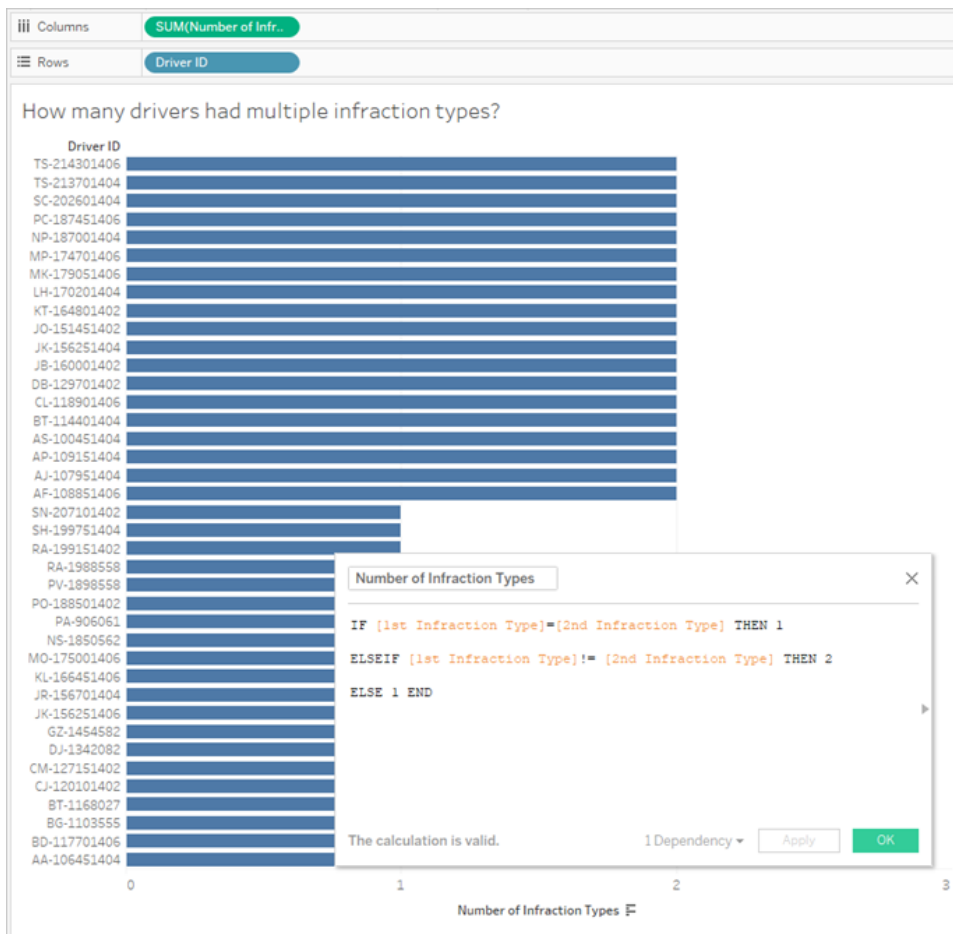 Columns
SUM(Number of Infr..
Rows
Driver ID
How many drivers had multiple infraction types?
Driver ID
TS-214301406
TS-213701404
SC-202601404
PC-187451406
NP-187001404
MP-174701406
MK-179051406
LH-170201404
KT-164801402
JO-151451402
JK-156251404
JB-160001402
DB-129701402
CL-118901406
BT-114401404
AS-100451404
AP-109151404
AJ-107951404
AF-108851406
SN-207101402
SH-199751404
RA-199151402
RA-1988558
PV-1898558
PO-188501402
PA-906061
NS-1850562
MO-175001406
KL-166451406
JR-156701404
JK-156251406
GZ-1454582
DJ-1342082
CM-127151402
CJ-120101402
BT-1168027
BG-1103555
BD-117701406
AA-106451404
0 1 2 3
Number of Infraction Types
Number of Infraction Types
IF [1st Infraction Type]=[2nd Infraction Type] THEN 1
ELSEIF [1st Infraction Type]!= [2nd Infraction Type] THEN 2
ELSE 1 END
The calculation is valid.
1 Dependency
Apply
OK